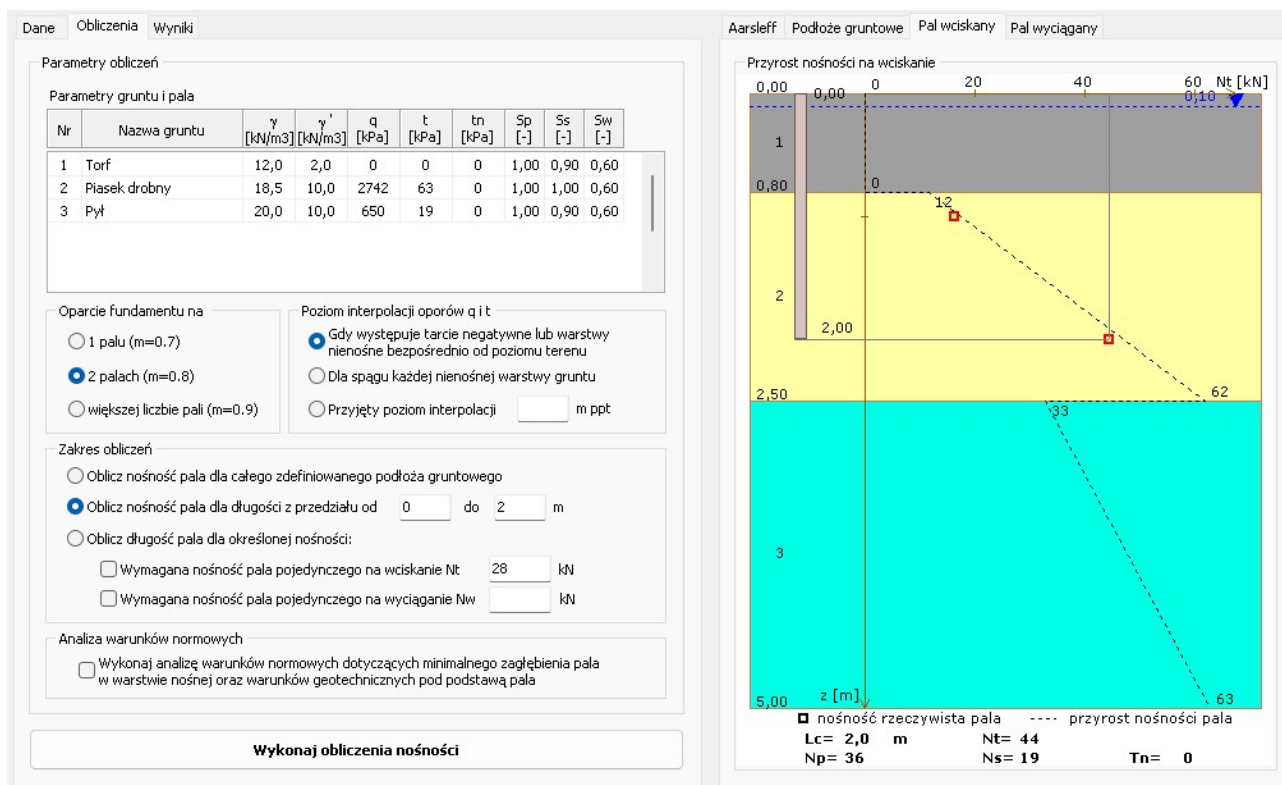 Dane Obliczenia Wyniki
Parametry obliczeń
Parametry gruntu i pala
Nr Nazwa gruntu γ [kN/m3] γ ' [kN/m3] q [kPa] t [kPa] tn [kPa] Sp [-] Ss [-] Sw [-]
1 Torf 12,0 2,0 0 0 0 1,00 0,90 0,60
2 Piasek drobny 18,5 10,0 2742 63 0 1,00 1,00 0,60
3 Pył 20,0 10,0 650 19 0 1,00 0,90 0,60
Oparcie fundamentu na
1 palu (m=0.7)
2 palach (m=0.8)
większej liczbie pali (m=0.9)
Poziom interpolacji oporów q i t
Gdy występuje tarcie negatywne lub warstwy
nienośne bezpośrednio od poziomu terenu
Dla spągu każdej nienośnej warstwy gruntu
Przyjęty poziom interpolacji m ppt
Zakres obliczeń
Oblicz nośność pala dla całego zdefiniowanego podłoża gruntowego
Oblicz nośność pala dla długości z przedziału od 0 do 2 m
Oblicz długość pala dla określonej nośności:
Wymagana nośność pala pojedynczego na wciskanie Nt 28 kN
Wymagana nośność pala pojedynczego na wyciąganie Nw kN
Analiza warunków normowych
Wykonaj analizę warunków normowych dotyczących minimalnego zagłębienia pala
w warstwie nośnej oraz warunków geotechnicznych pod podstawą pala
Wykonaj obliczenia nośności
Aarsleff Podłoże gruntowe Pal wciskany Pal wyciągany
Przyrost nośności na wciskanie
0,00 0,00 0 20 40 60 Nt [kN]
0,10
1
0,80 0
12
2
2,00
2,50 62
33
3
5,00 z [m] 63
nośność rzeczywista pala ---- przyrost nośności pala
Lc= 2,0 m Nt= 44
Np= 36 Ns= 19 Tn= 0